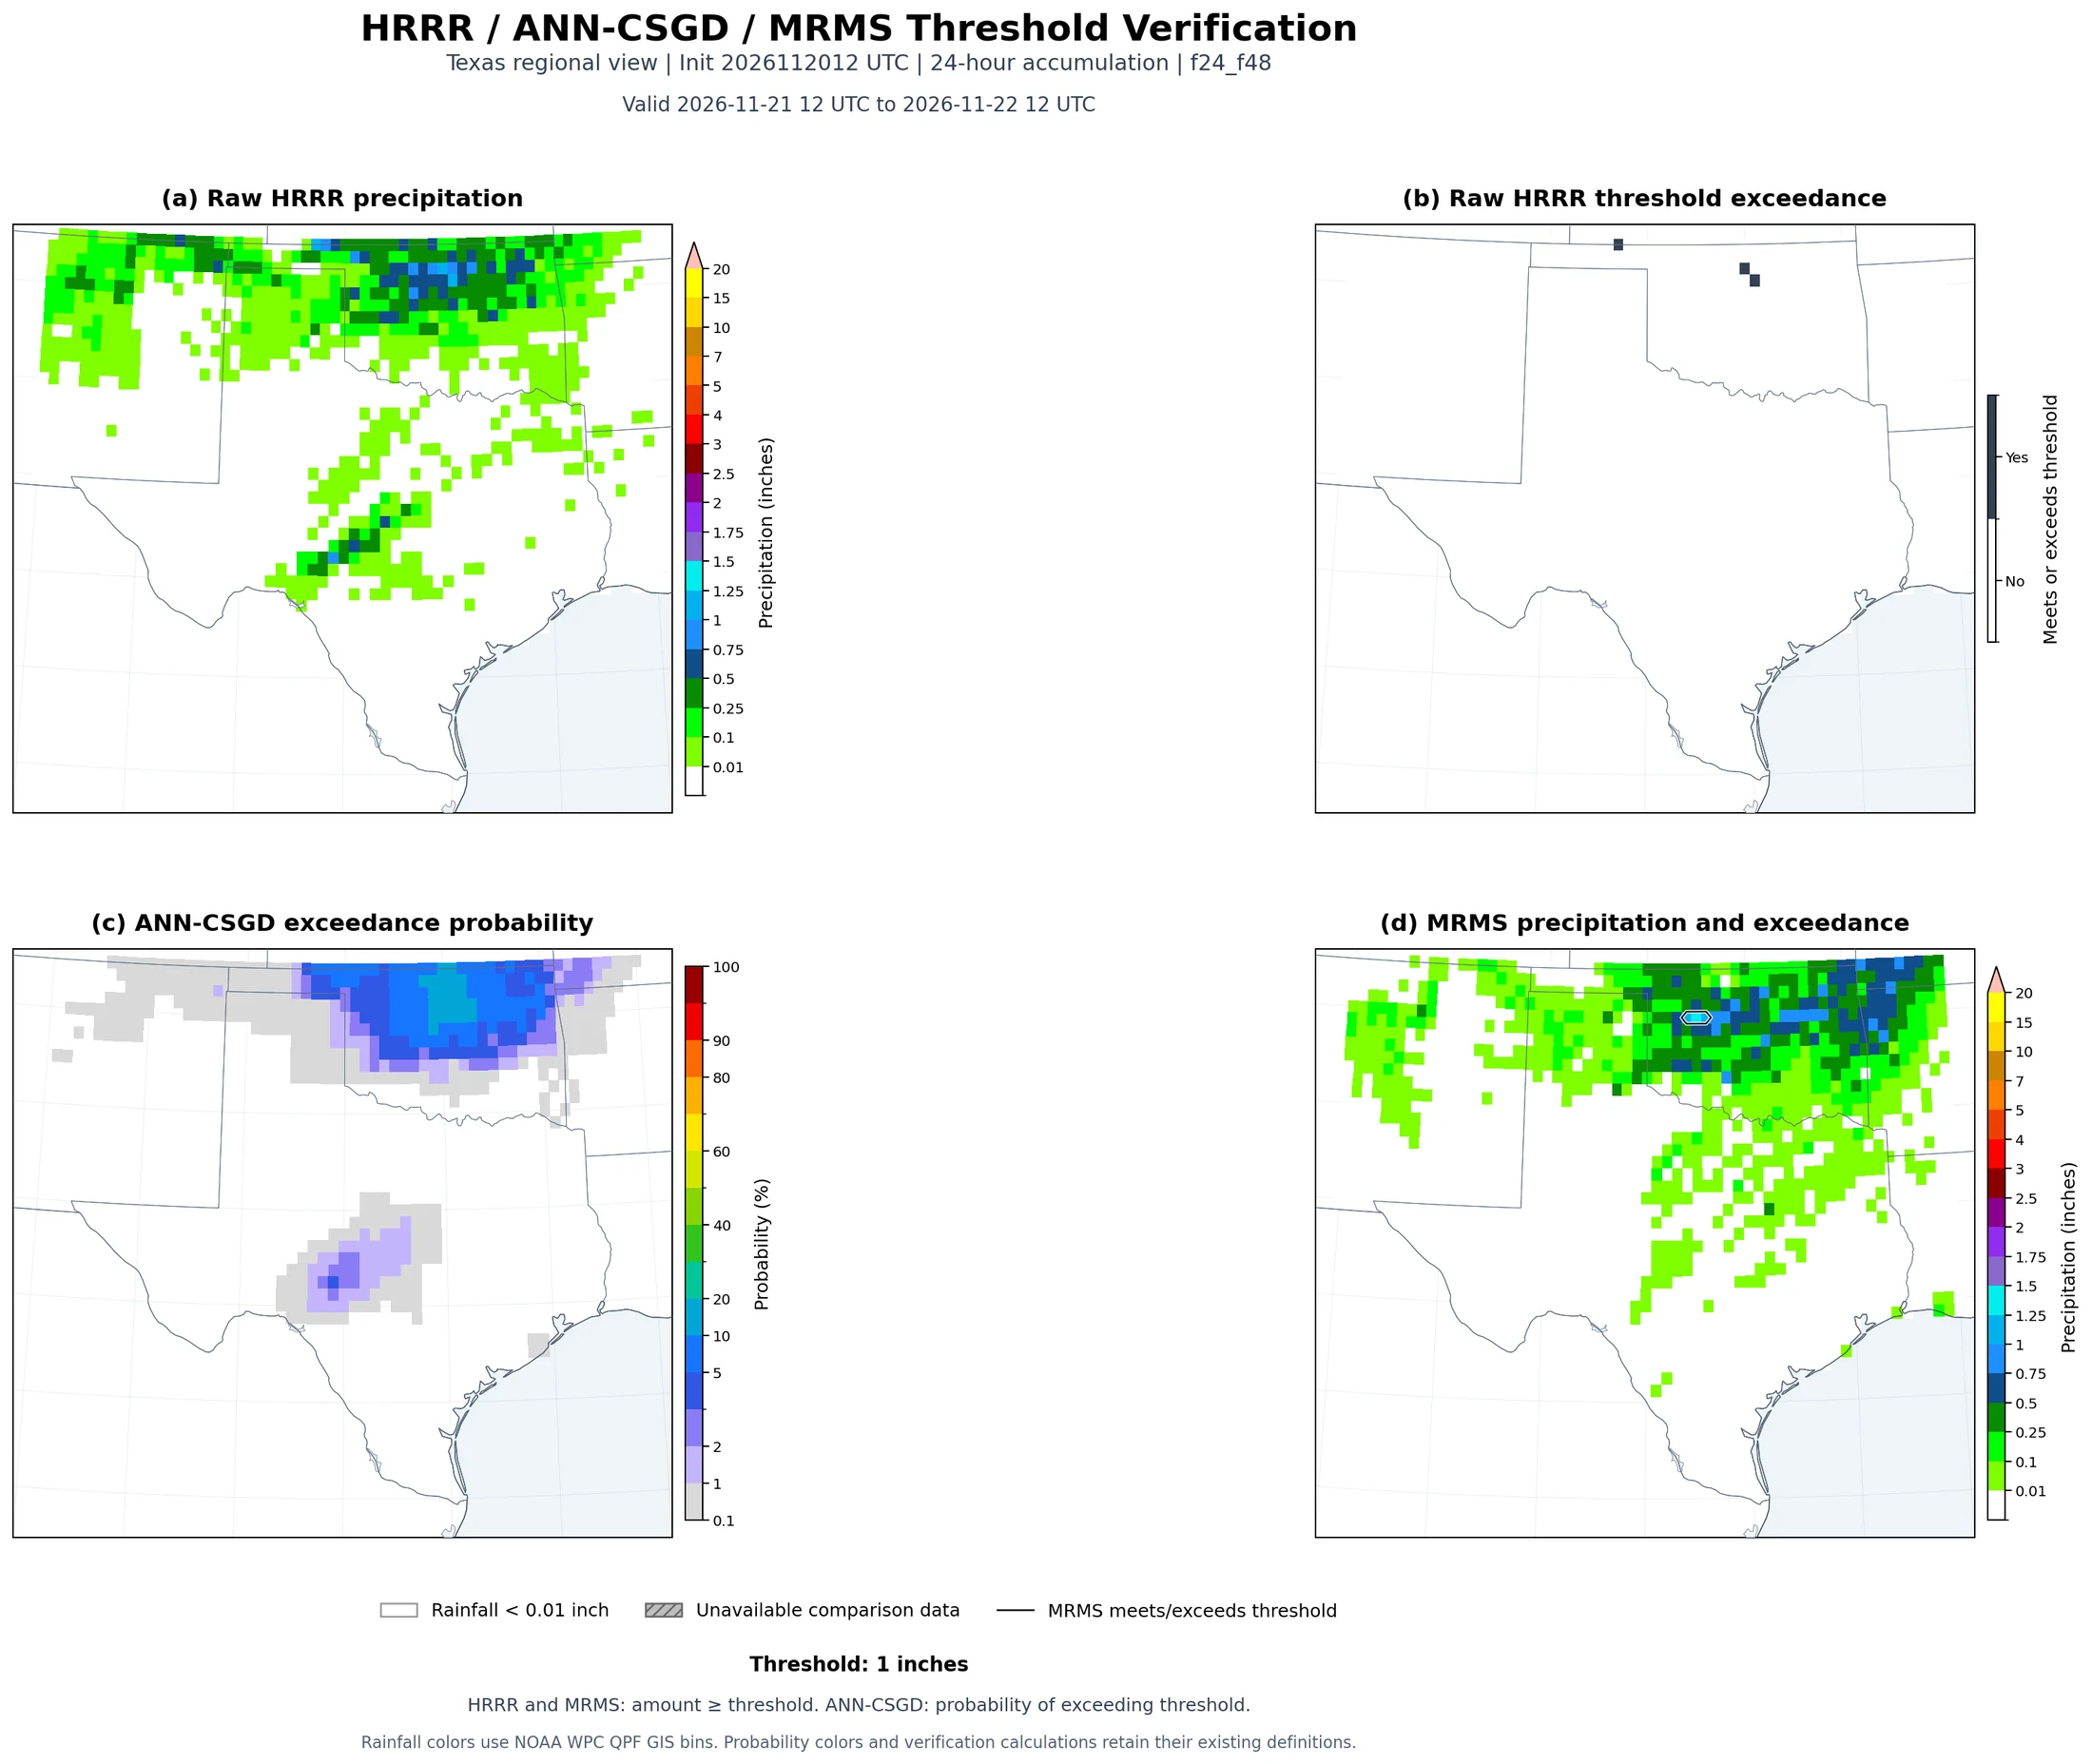 HRRR / ANN-CSGD / MRMS Threshold Verification
Texas regional view | Init 2026112012 UTC | 24-hour accumulation | f24_f48
Valid 2026-11-21 12 UTC to 2026-11-22 12 UTC
(a) Raw HRRR precipitation
20
15
10
7
5
4
3
2.5
2
1.75
1.5
1.25
1
0.75
0.5
0.25
0.1
0.01
Precipitation (inches)
(b) Raw HRRR threshold exceedance
Yes
No
Meets or exceeds threshold
(c) ANN-CSGD exceedance probability
100
90
80
60
40
20
10
5
2
1
0.1
Probability (%)
(d) MRMS precipitation and exceedance
20
15
10
7
5
4
3
2.5
2
1.75
1.5
1.25
1
0.75
0.5
0.25
0.1
0.01
Precipitation (inches)
Rainfall < 0.01 inch
Unavailable comparison data
MRMS meets/exceeds threshold
Threshold: 1 inches
HRRR and MRMS: amount ≥ threshold. ANN-CSGD: probability of exceeding threshold.
Rainfall colors use NOAA WPC QPF GIS bins. Probability colors and verification calculations retain their existing definitions.